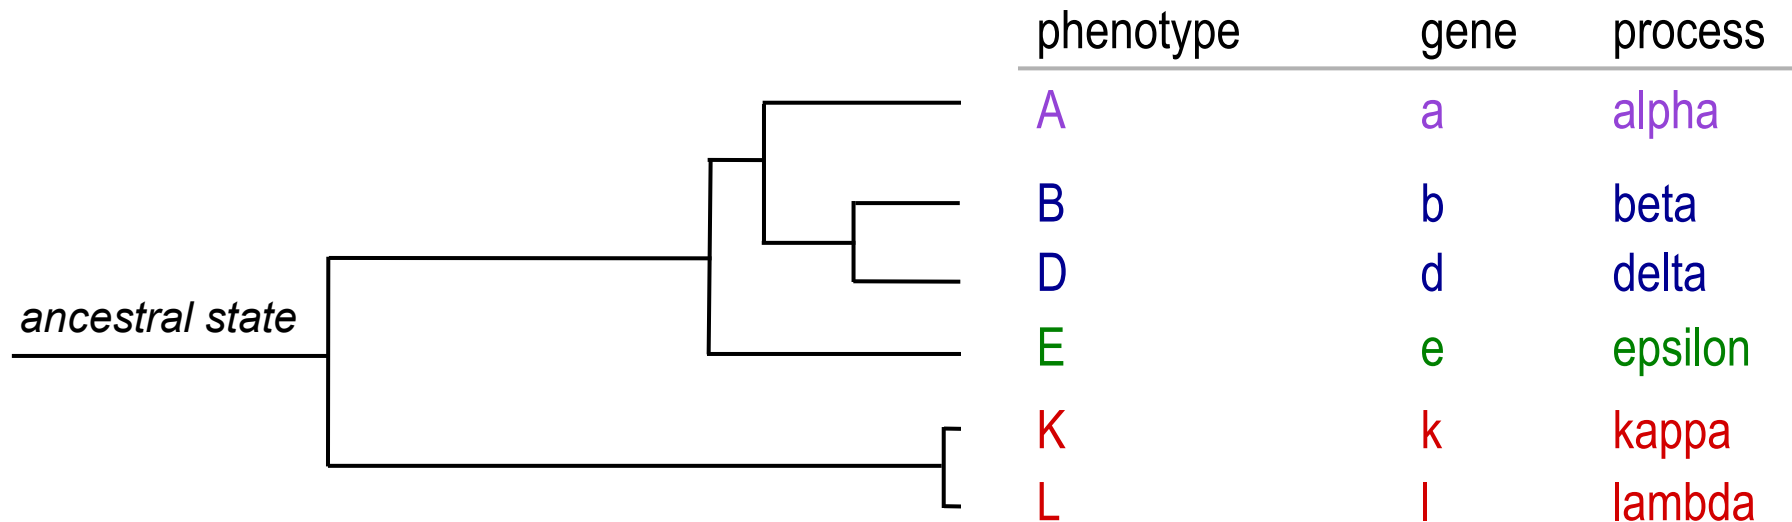 phenotype gene process
A a alpha
B b beta
D d delta
ancestral state
E e epsilon
K k kappa
L l lambda